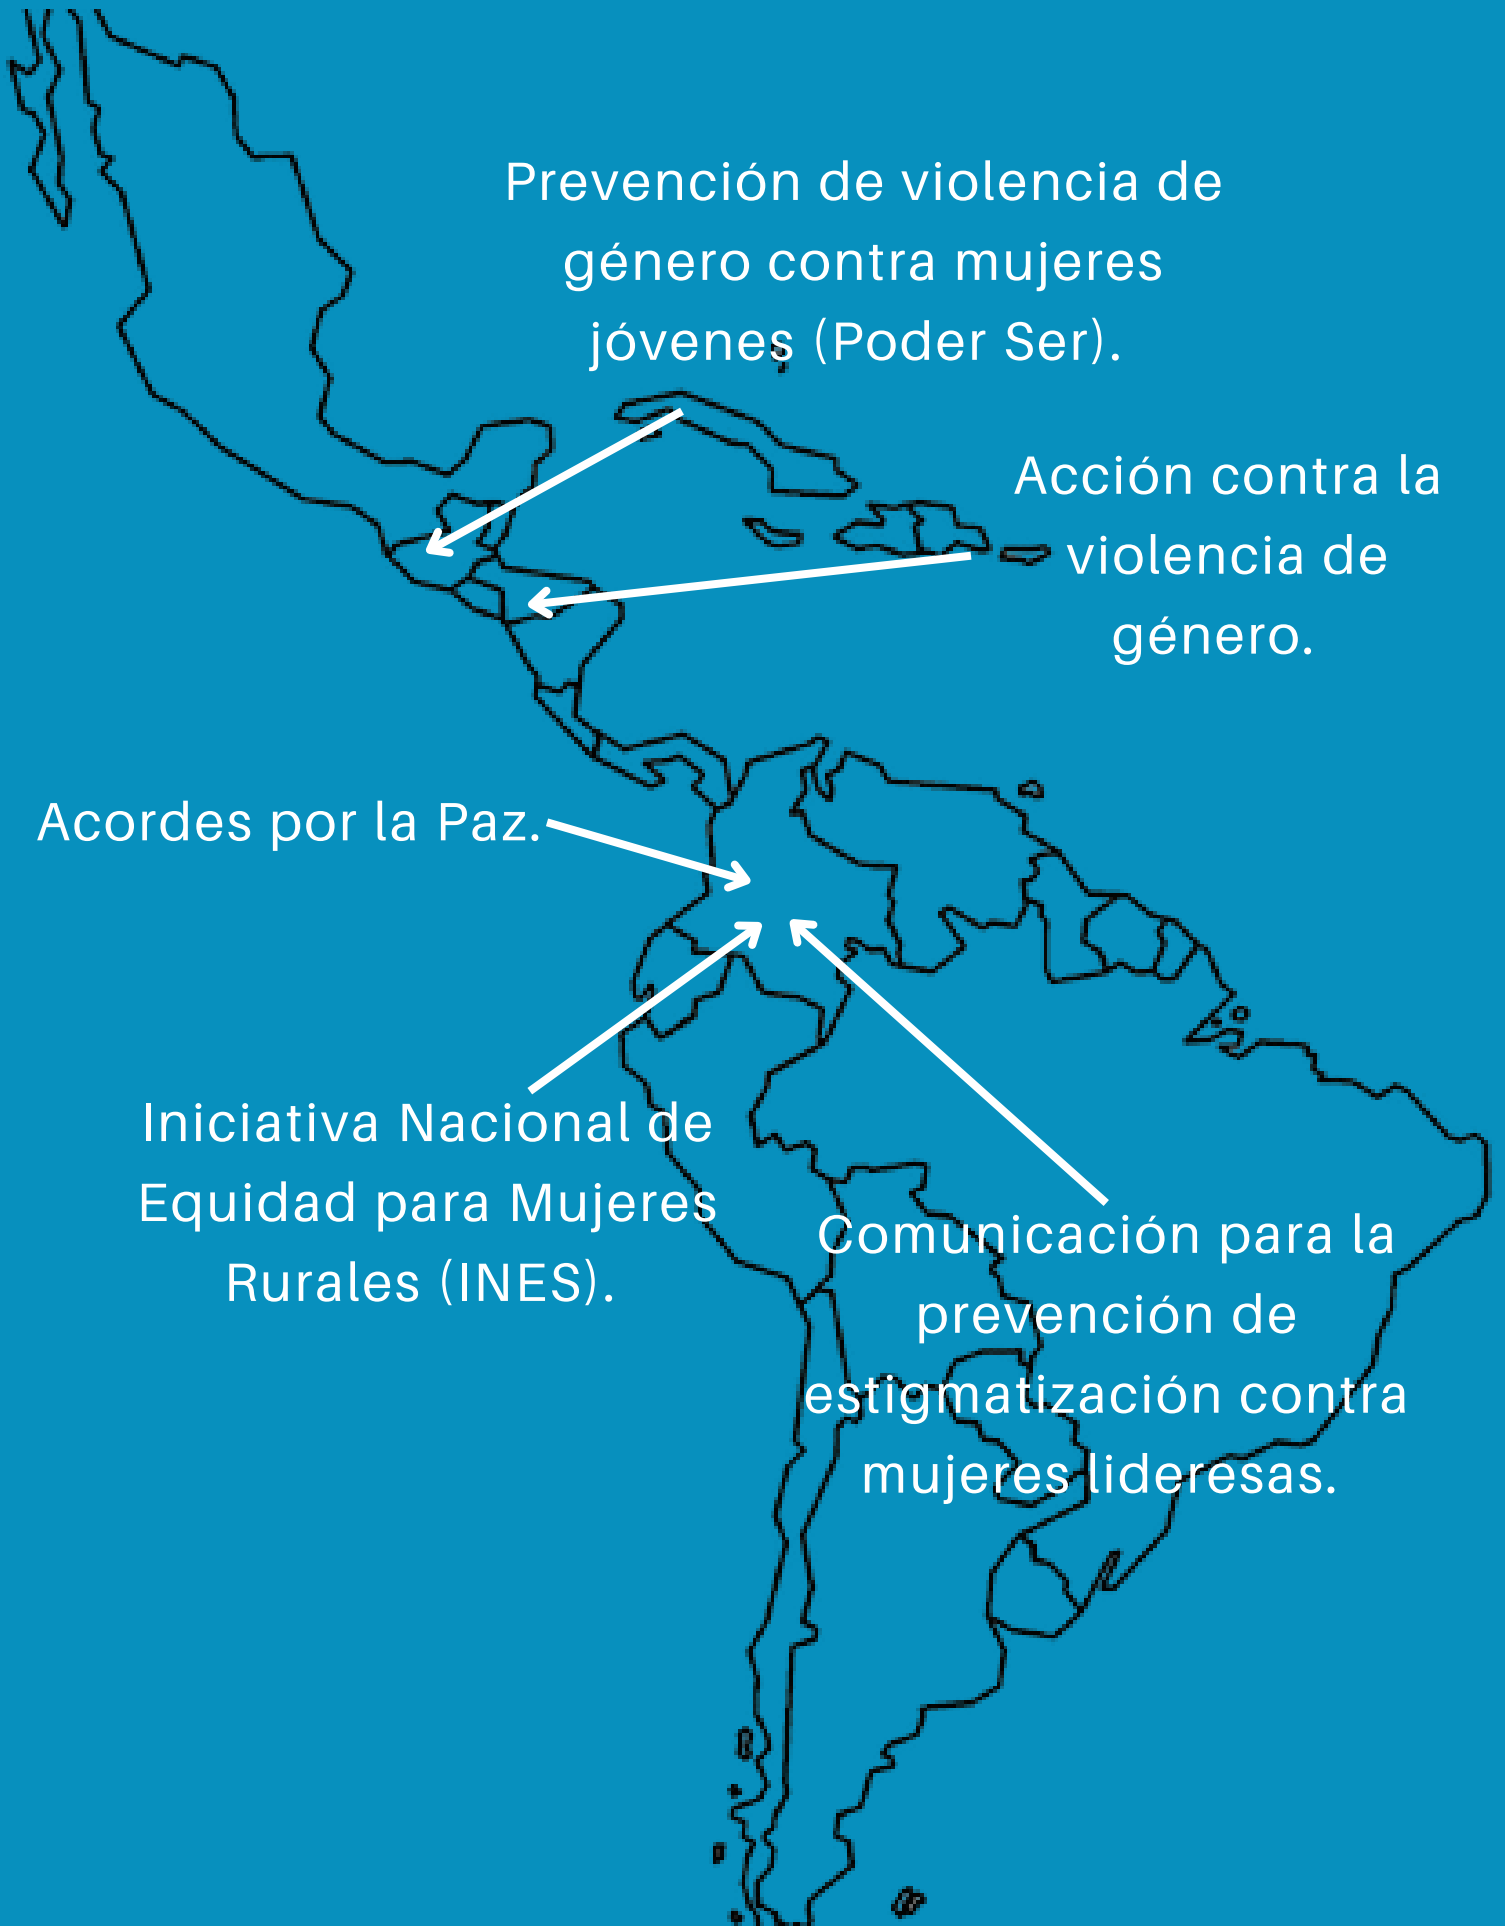 Prevención de violencia de
género contra mujeres
jóvenes (Poder Ser).
Acción contra la
violencia de
género.
Acordes por la Paz.
Iniciativa Nacional de
Equidad para Mujeres
Rurales (INES).
Comunicación para la
prevención de
estigmatización contra
mujeres lideresas.